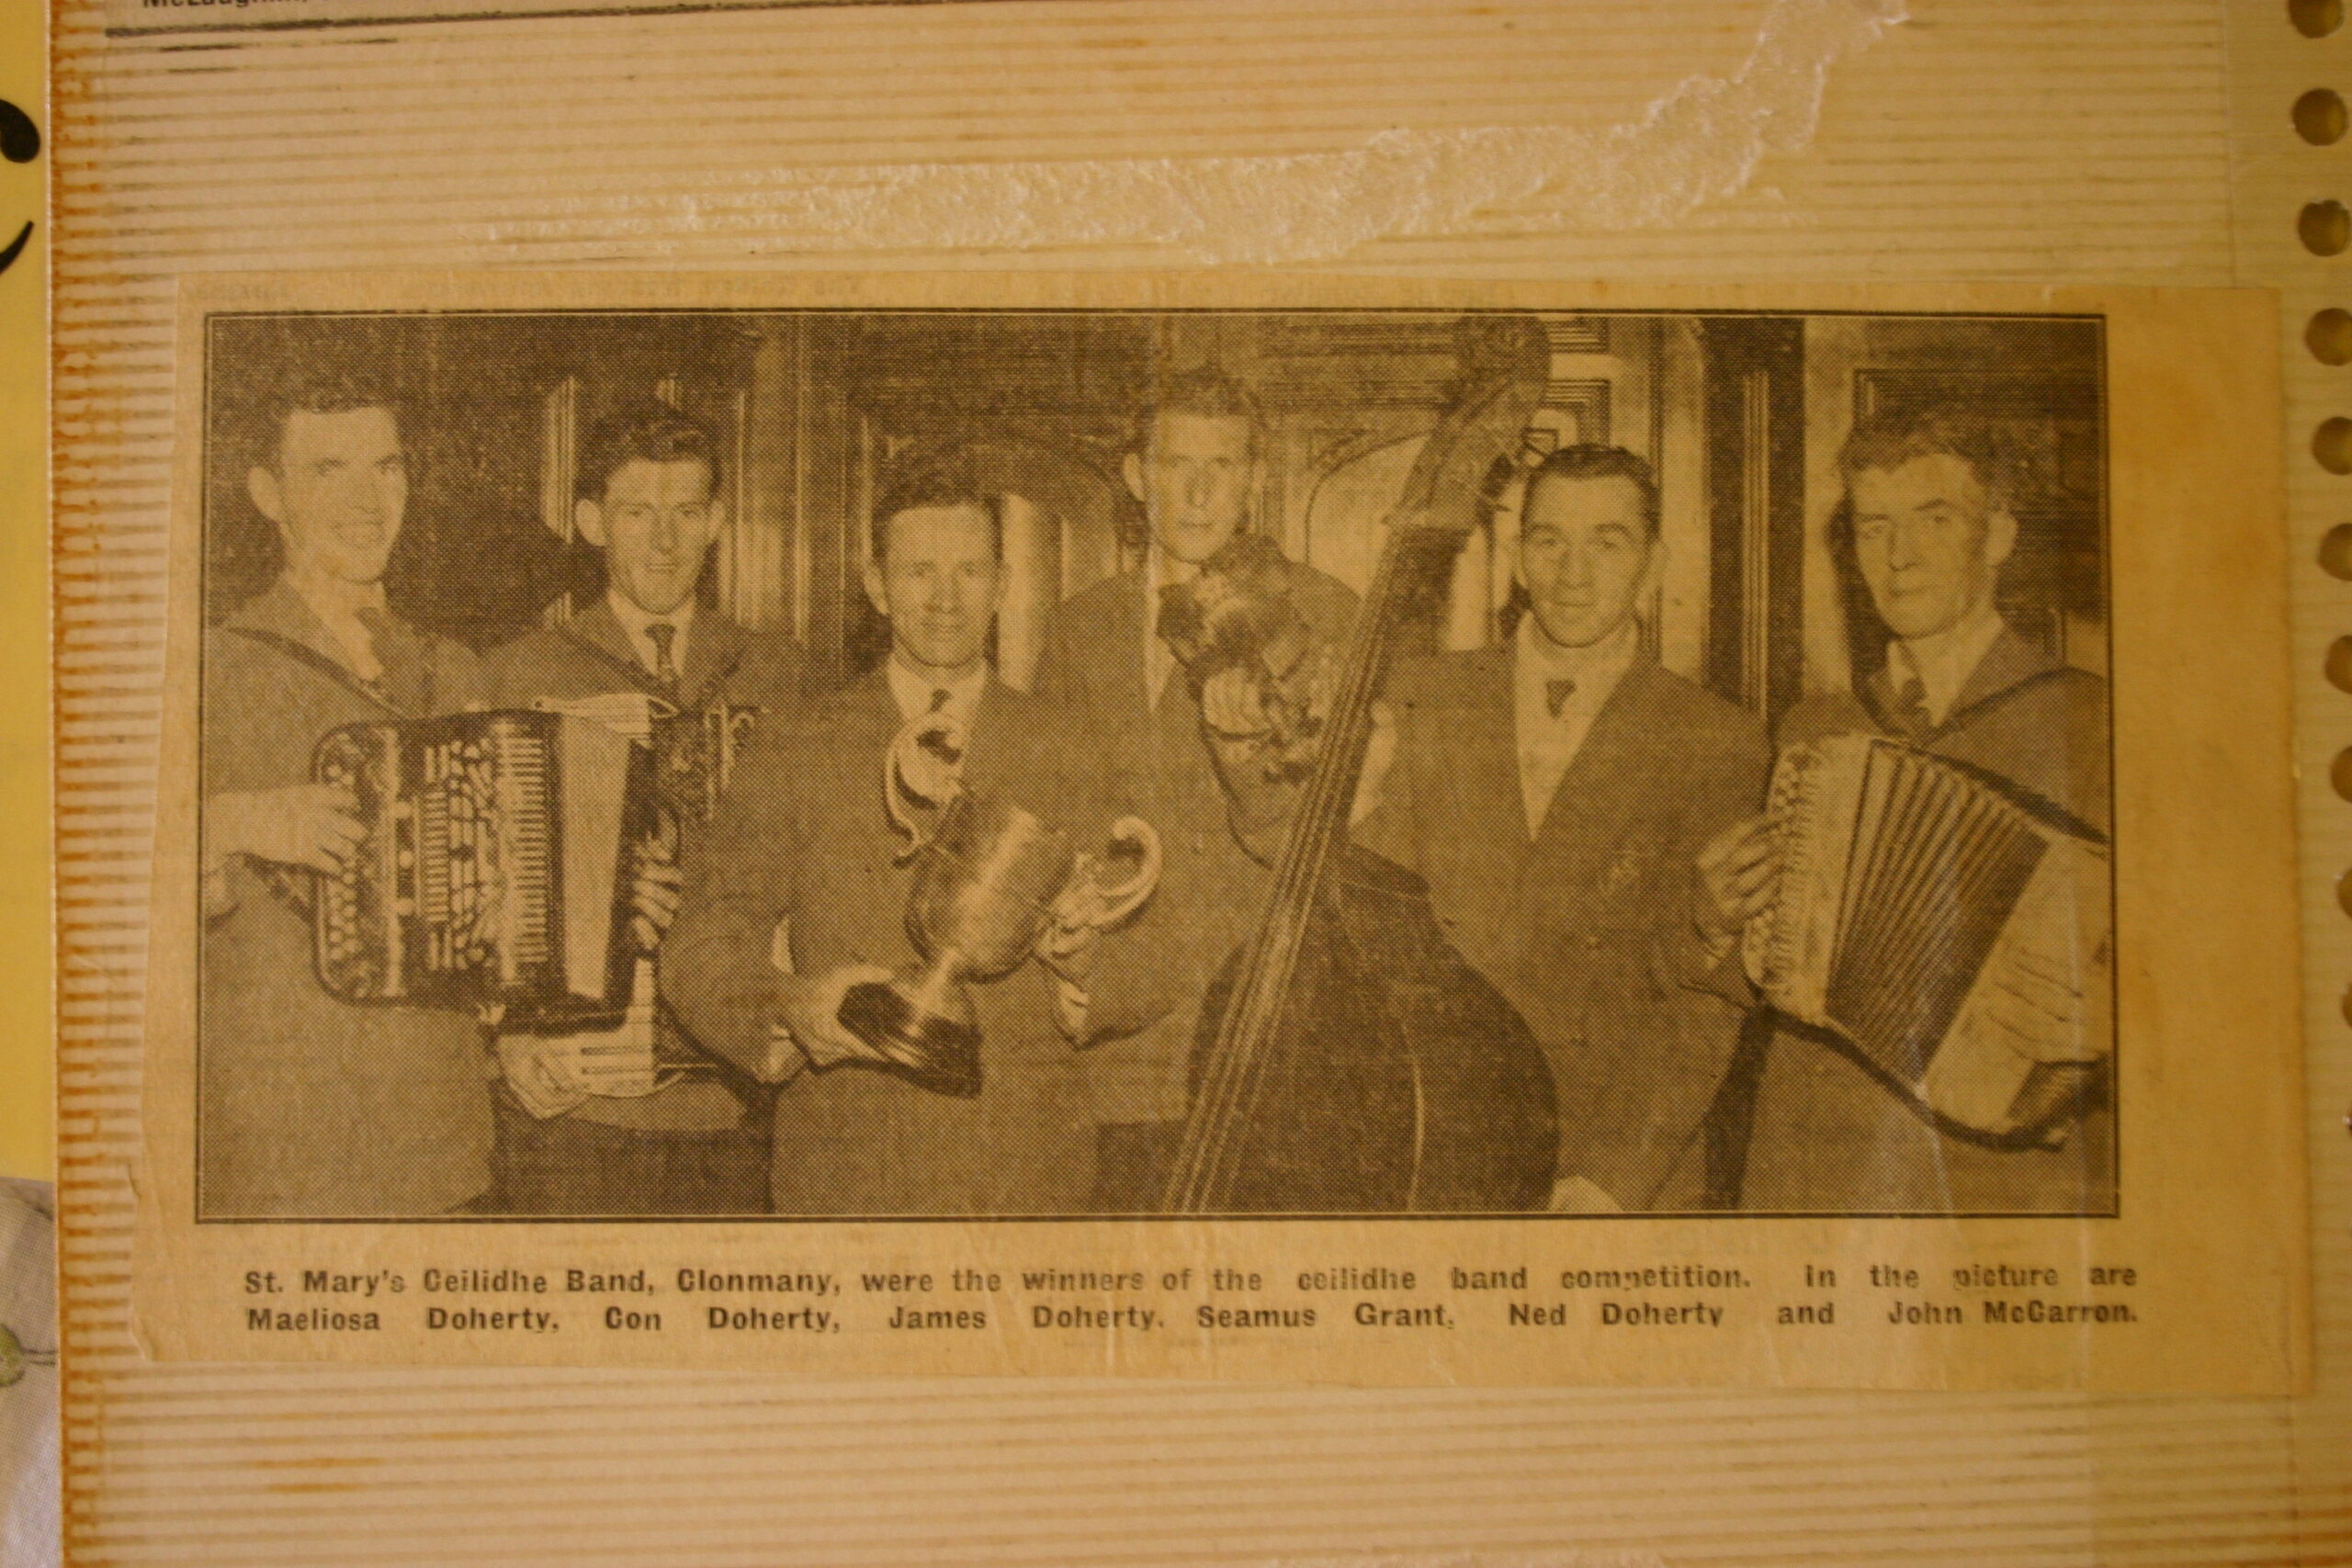 McLaughlin,
St. Mary's Ceilidhe Band, Clonmany, were the winners of the ceilidhe band competition. In the picture are
Maeliosa Doherty, Con Doherty, James Doherty, Seamus Grant, Ned Doherty and John McCarron.